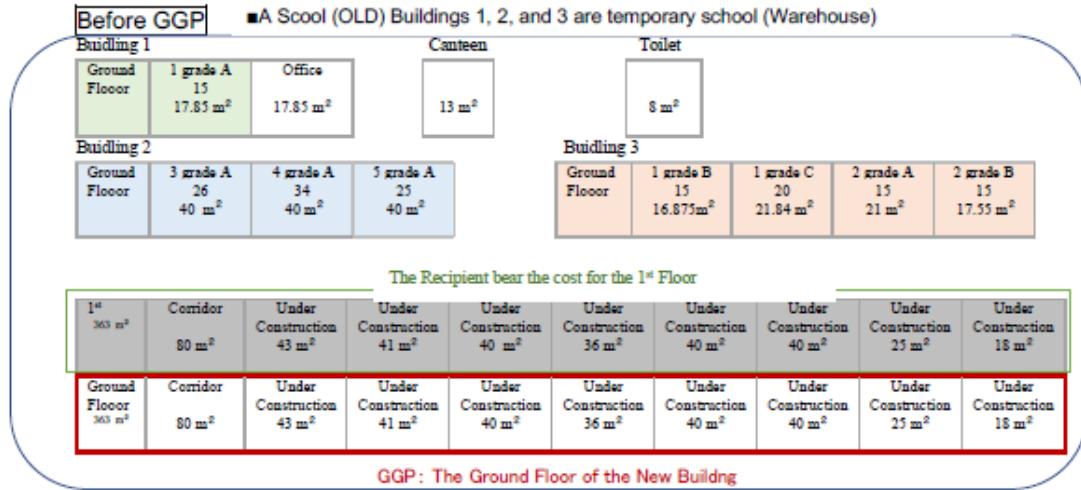 Before GGP
■A Scool (OLD) Buildings 1, 2, and 3 are temporary school (Warehouse)
Buidling 1
Canteen
Toilet
Ground Flooor
1 grade A
15
17.85 m²
Office
17.85 m²
13 m²
8 m²
Buidling 2
Buidling 3
Ground Flooor
3 grade A
26
40 m²
4 grade A
34
40 m²
5 grade A
25
40 m²
Ground Flooor
1 grade B
15
16.875m²
1 grade C
20
21.84 m²
2 grade A
15
21 m²
2 grade B
15
17.55 m²
The Recipient bear the cost for the 1st Floor
1st
363 m²
Corridor
80 m²
Under Construction
43 m²
Under Construction
41 m²
Under Construction
40 m²
Under Construction
36 m²
Under Construction
40 m²
Under Construction
40 m²
Under Construction
25 m²
Under Construction
18 m²
Ground Flooor
363 m²
Corridor
80 m²
Under Construction
43 m²
Under Construction
41 m²
Under Construction
40 m²
Under Construction
36 m²
Under Construction
40 m²
Under Construction
40 m²
Under Construction
25 m²
Under Construction
18 m²
GGP: The Ground Floor of the New Buildng